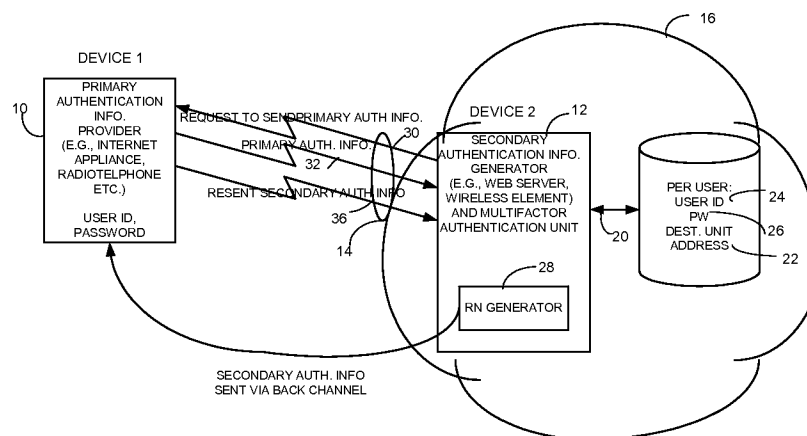 16
DEVICE 1
10
PRIMARY
AUTHENTICATION
INFO.
PROVIDER
(E.G., INTERNET
APPLIANCE,
RADIOTELPHONE
ETC.)
USER ID,
PASSWORD
REQUEST TO SENDPRIMARY AUTH INFO.
30
PRIMARY AUTH. INFO.
32
RESENT SECONDARY AUTH INFO
36
14
DEVICE 2
12
SECONDARY
AUTHENTICATION INFO.
GENERATOR
(E.G., WEB SERVER,
WIRELESS ELEMENT)
AND MULTIFACTOR
AUTHENTICATION UNIT
28
RN GENERATOR
20
PER USER:
USER ID
24
PW
26
DEST. UNIT
ADDRESS
22
SECONDARY AUTH. INFO
SENT VIA BACK CHANNEL